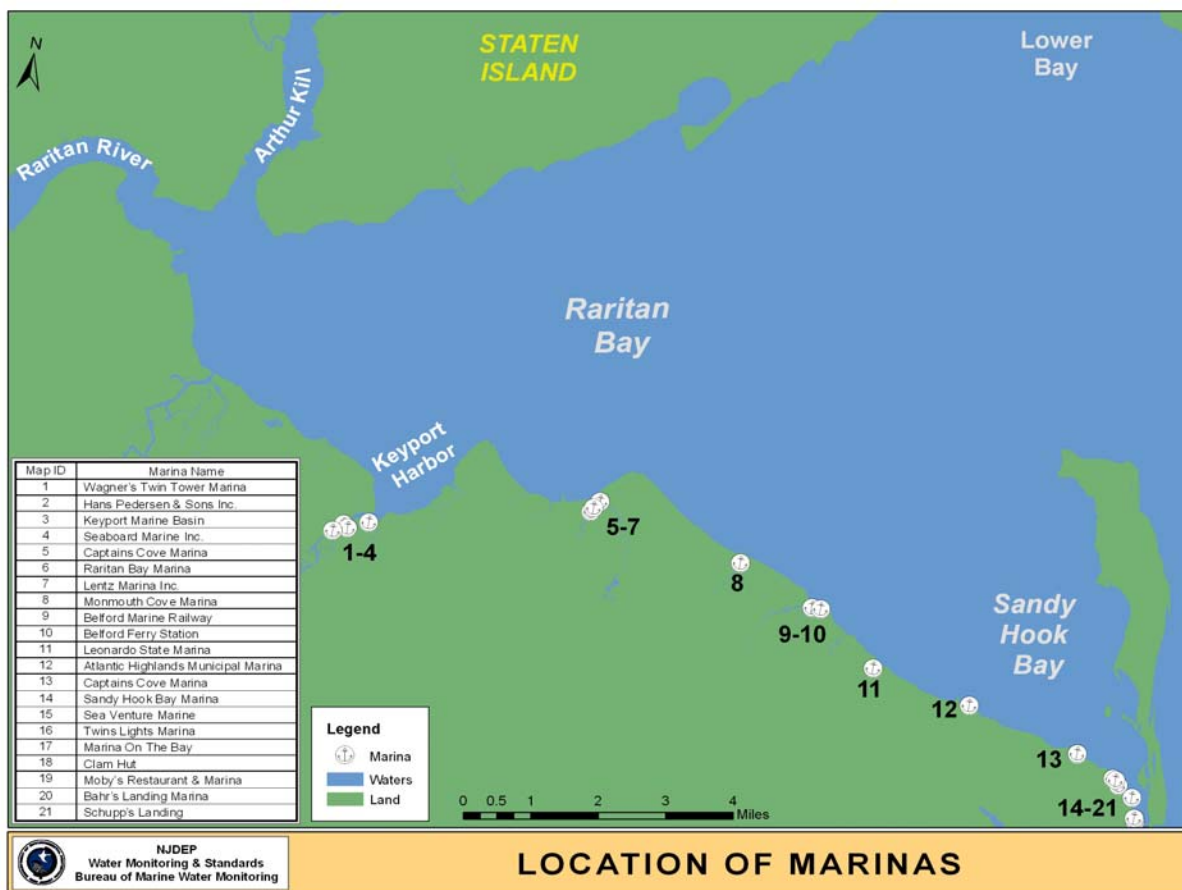 N
STATEN
ISLAND
Lower
Bay
Arthur Kill
Raritan River
Raritan
Bay
Keyport
Harbor
Sandy
Hook
Bay
1-4
5-7
8
9-10
11
12
13
14-21
Map ID Marina Name
1 Wagner's Twin Tower Marina
2 Hans Pedersen & Sons Inc.
3 Keyport Marine Basin
4 Seaboard Marine Inc.
5 Captains Cove Marina
6 Raritan Bay Marina
7 Lentz Marina Inc.
8 Monmouth Cove Marina
9 Belford Marine Railway
10 Belford Ferry Station
11 Leonardo State Marina
12 Atlantic Highlands Municipal Marina
13 Captains Cove Marina
14 Sandy Hook Bay Marina
15 Sea Venture Marine
16 Twins Lights Marina
17 Marina On The Bay
18 Clam Hut
19 Moby's Restaurant & Marina
20 Bahr's Landing Marina
21 Schupp's Landing
Legend
Marina
Waters
Land
0 0.5 1 2 3 4
Miles
NJDEP
Water Monitoring & Standards
Bureau of Marine Water Monitoring
LOCATION OF MARINAS